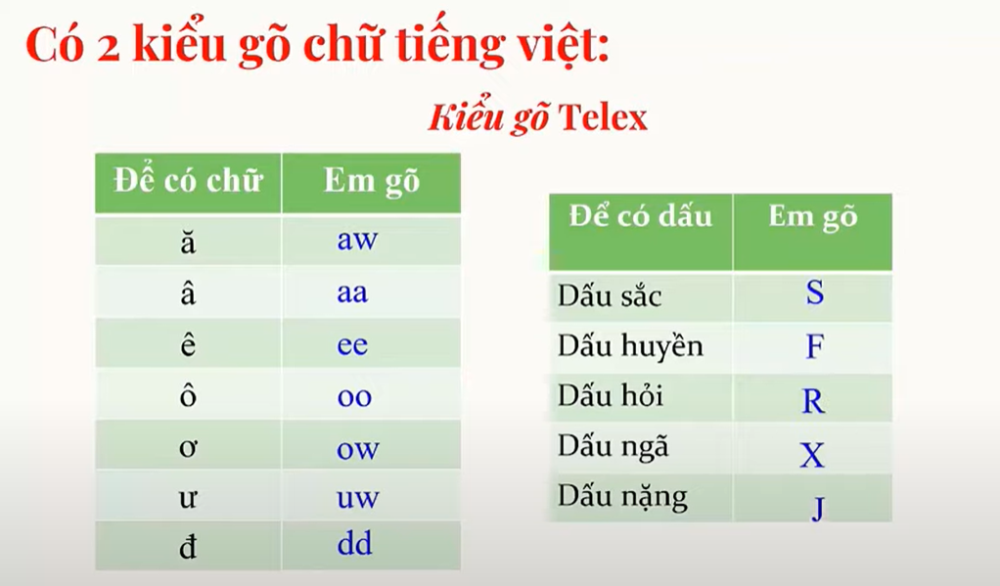 Có 2 kiểu gõ chữ tiếng việt:
Kiểu gõ Telex
Để có chữ Em gõ
ă aw
â aa
ê ee
ô oo
ơ ow
ư uw
đ dd
Để có dấu Em gõ
Dấu sắc S
Dấu huyền F
Dấu hỏi R
Dấu ngã X
Dấu nặng J